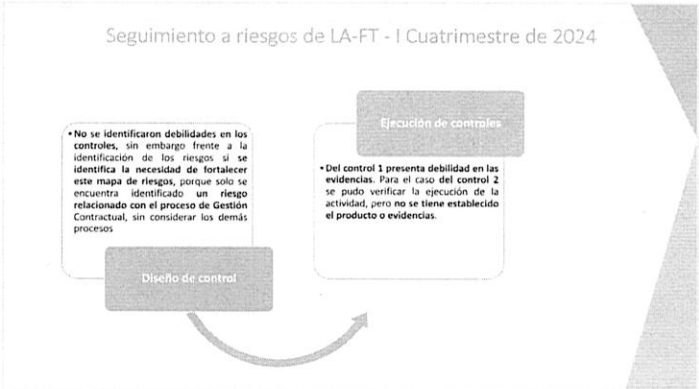 Seguimiento a riesgos de LA-FT - I Cuatrimestre de 2024
• No se identificaron debilidades en los
controles, sin embargo frente a la
identificación de los riesgos si se
identifica la necesidad de fortalecer
este mapa de riesgos, porque solo se
encuentra identificado un riesgo
relacionado con el proceso de Gestión
Contractual, sin considerar los demás
procesos
Diseño de control
Ejecución de controles
• Del control 1 presenta debilidad en las
evidencias. Para el caso del control 2
se pudo verificar la ejecución de la
actividad, pero no se tiene establecido
el producto o evidencias.